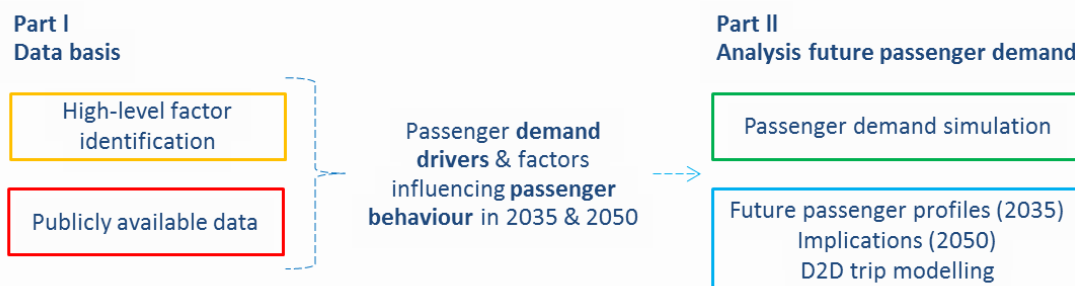 Part I
Data basis
High-level factor
identification
Publicly available data
Passenger demand
drivers & factors
influencing passenger
behaviour in 2035 & 2050
Part II
Analysis future passenger demand
Passenger demand simulation
Future passenger profiles (2035)
Implications (2050)
D2D trip modelling